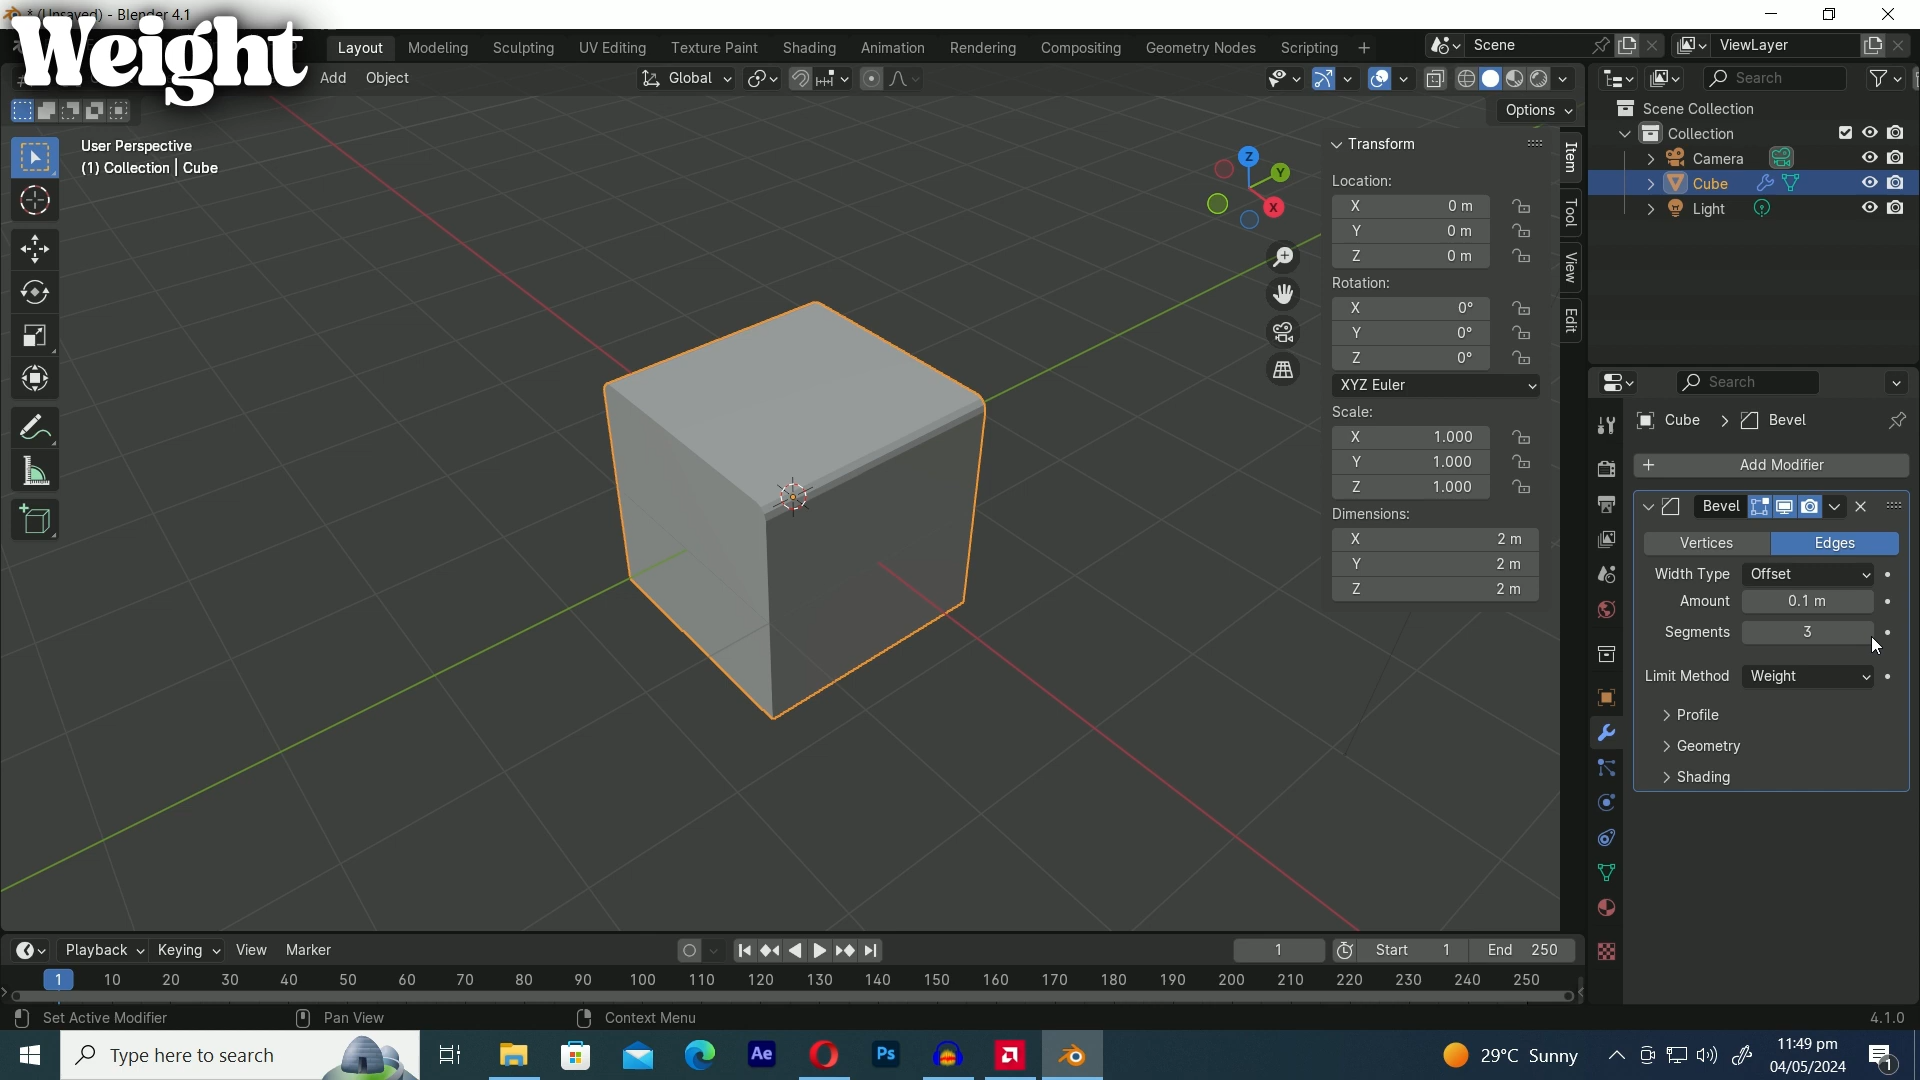 * (Unsaved) - Blender 4.1
Weight
Layout Modeling Sculpting UV Editing Texture Paint Shading Animation Rendering Compositing Geometry Nodes Scripting +
Scene
ViewLayer
Add Object
Global
Search
Options
User Perspective
(1) Collection | Cube
Z
Y
X
Transform
Location:
X 0 m
Y 0 m
Z 0 m
Rotation:
X 0°
Y 0°
Z 0°
XYZ Euler
Scale:
X 1.000
Y 1.000
Z 1.000
Dimensions:
X 2 m
Y 2 m
Z 2 m
Item
Tool
View
Edit
Scene Collection
Collection
Camera
Cube
Light
Search
Cube > Bevel
+ Add Modifier
Bevel
Vertices Edges
Width Type Offset
Amount 0.1 m
Segments 3
Limit Method Weight
> Profile
> Geometry
> Shading
Playback Keying View Marker
1
Start 1 End 250
1 10 20 30 40 50 60 70 80 90 100 110 120 130 140 150 160 170 180 190 200 210 220 230 240 250
Set Active Modifier Pan View Context Menu 4.1.0
Type here to search
Ae
Ps
29°C Sunny
11:49 pm
04/05/2024
1